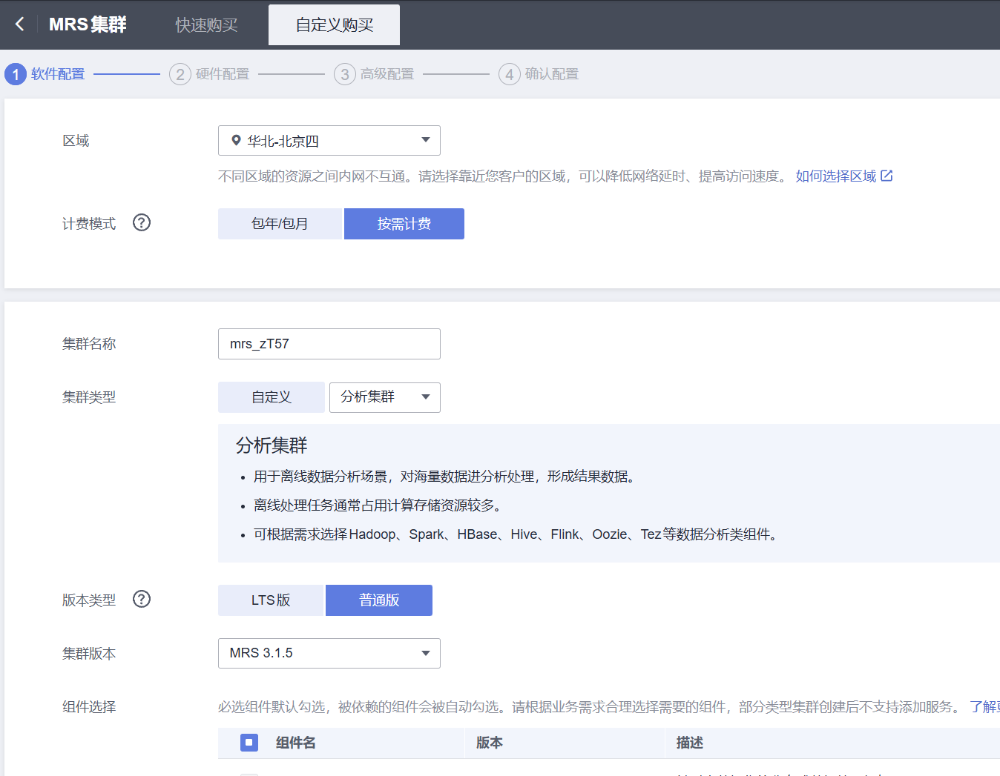 MRS 集群 快速购买 自定义购买
1 软件配置 2 硬件配置 3 高级配置 4 确认配置
区域 华北-北京四
不同区域的资源之间内网不互通。请选择靠近您客户的区域，可以降低网络延时、提高访问速度。 如何选择区域
计费模式 ? 包年/包月 按需计费
集群名称 mrs_zT57
集群类型 自定义 分析集群
分析集群
• 用于离线数据分析场景，对海量数据进分析处理，形成结果数据。
• 离线处理任务通常占用计算存储资源较多。
• 可根据需求选择Hadoop、Spark、HBase、Hive、Flink、Oozie、Tez等数据分析类组件。
版本类型 ? LTS版 普通版
集群版本 MRS 3.1.5
组件选择 必选组件默认勾选，被依赖的组件会被自动勾选。请根据业务需求合理选择需要的组件，部分类型集群创建后不支持添加服务。 了解
组件名 版本 描述